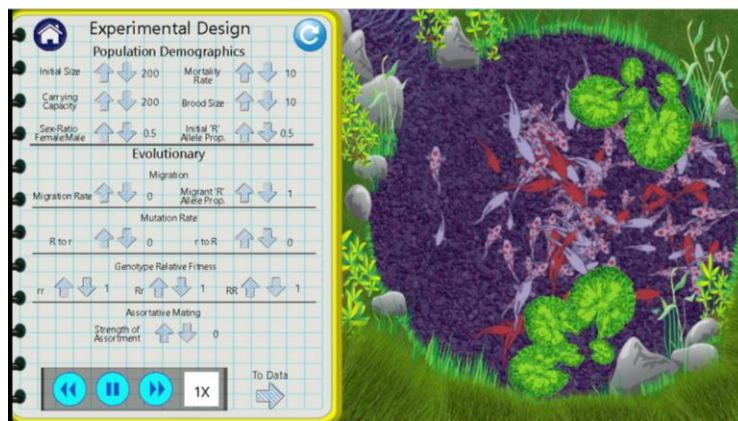 Experimental Design
Population Demographics
Initial Size 200 Mortality Rate 10
Carrying Capacity 200 Brood Size 10
Sex-Ratio Female:Male 0.5 Initial 'R' Allele Prop. 0.5
Evolutionary
Migration
Migration Rate 0 Migrant 'R' Allele Prop. 1
Mutation Rate
R to r 0 r to R 0
Genotype Relative Fitness
rr 1 Rr 1 RR 1
Assortative Mating
Strength of Assortment 0
1X To Data